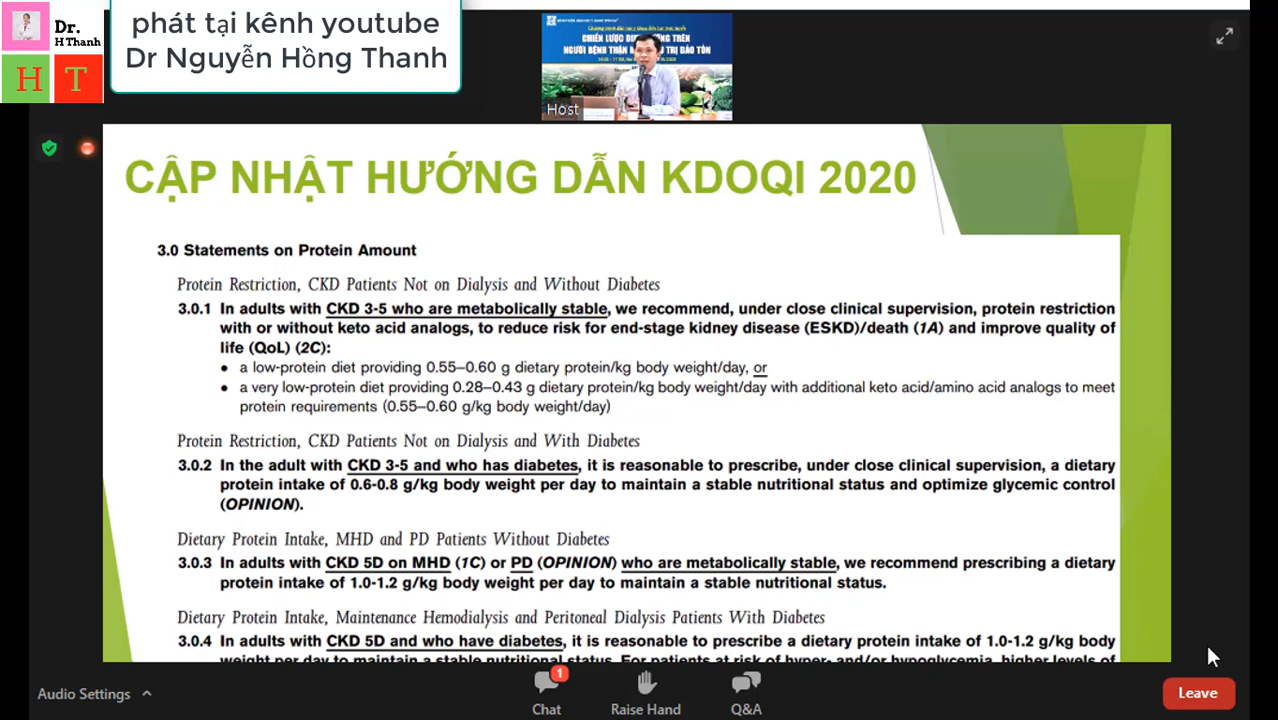 Dr.
H Thanh
H T
phát tại kênh youtube
Dr Nguyễn Hồng Thanh
NGƯỜI BỆNH THẬN
Host
CẬP NHẬT HƯỚNG DẪN KDOQI 2020
3.0 Statements on Protein Amount
Protein Restriction, CKD Patients Not on Dialysis and Without Diabetes
3.0.1 In adults with CKD 3-5 who are metabolically stable, we recommend, under close clinical supervision, protein restriction
with or without keto acid analogs, to reduce risk for end-stage kidney disease (ESKD)/death (1A) and improve quality of
life (QoL) (2C):
• a low-protein diet providing 0.55–0.60 g dietary protein/kg body weight/day, or
• a very low-protein diet providing 0.28–0.43 g dietary protein/kg body weight/day with additional keto acid/amino acid analogs to meet
protein requirements (0.55–0.60 g/kg body weight/day)
Protein Restriction, CKD Patients Not on Dialysis and With Diabetes
3.0.2 In the adult with CKD 3-5 and who has diabetes, it is reasonable to prescribe, under close clinical supervision, a dietary
protein intake of 0.6-0.8 g/kg body weight per day to maintain a stable nutritional status and optimize glycemic control
(OPINION).
Dietary Protein Intake, MHD and PD Patients Without Diabetes
3.0.3 In adults with CKD 5D on MHD (1C) or PD (OPINION) who are metabolically stable, we recommend prescribing a dietary
protein intake of 1.0-1.2 g/kg body weight per day to maintain a stable nutritional status.
Dietary Protein Intake, Maintenance Hemodialysis and Peritoneal Dialysis Patients With Diabetes
3.0.4 In adults with CKD 5D and who have diabetes, it is reasonable to prescribe a dietary protein intake of 1.0-1.2 g/kg body
weight per day to maintain a stable nutritional status. For patients at risk of hyper- and/or hypoglycemia, higher levels of
Audio Settings
1
Chat
Raise Hand
Q&A
Leave